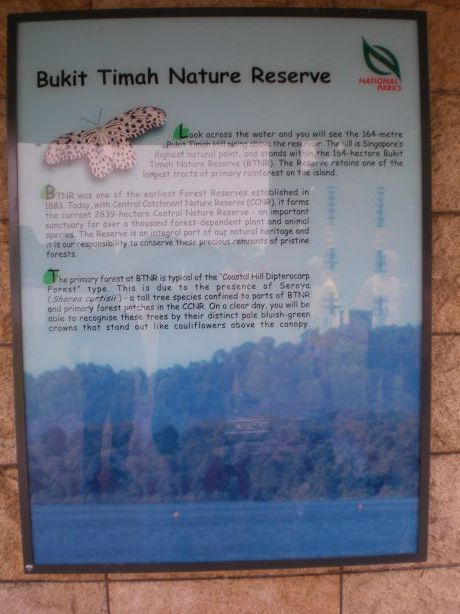 Bukit Timah Nature Reserve
NATIONAL
PARKS
Look across the water and you will see the 164-metre
Bukit Timah Hill rising above the reservoir. The hill is Singapore's
highest natural point, and stands within the 164-hectare Bukit
Timah Nature Reserve (BTNR). The Reserve retains one of the
longest tracts of primary rainforest on the island.
BTNR was one of the earliest Forest Reserves established in
1883. Today, with Central Catchment Nature Reserve (CCNR), it forms
the current 2839-hectare Central Nature Reserve - an important
sanctuary for over a thousand forest-dependent plant and animal
species. The Reserve is an integral part of our natural heritage and
it is our responsibility to conserve these precious remnants of pristine
forests.
The primary forest at BTNR is typical of the "Coastal Hill Dipterocarp
Forest" type. This is due to the presence of Seraya
(Shorea curtisii) - a tall tree species confined to parts of BTNR
and primary forest patches in the CCNR. On a clear day, you will be
able to recognise these trees by their distinct pale bluish-green
crowns that stand out like cauliflowers above the canopy.